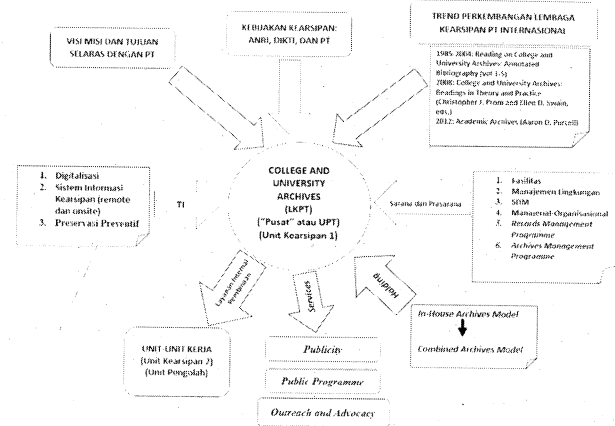 VISI MISI DAN TUJUAN
SELARAS DENGAN PT
KEBIJAKAN KEARSIPAN:
ANRI, DIKTI, DAN PT
TREND PERKEMBANGAN LEMBAGA
KEARSIPAN PT INTERNASIONAL
1985-2004: Reading on College and
University Archives: Annotated
Bibliography (vol 1-5)
2008: College and University Archives:
Readings in Theory and Practice
(Christopher J. Prom and Ellen D. Swain,
eds.)
2012: Academic Archives (Aaron D. Purcell)
1. Digitalisasi
2. Sistem Informasi
Kearsipan (remote
dan onsite)
3. Preservasi Preventif
TI
COLLEGE AND
UNIVERSITY
ARCHIVES
(LKPT)
("Pusat" atau UPT)
(Unit Kearsipan 1)
Sarana dan Prasarana
1. Fasilitas
2. Manajemen Lingkungan
3. SDM
4. Manajerial-Organisasional
5. Records Management
Programme
6. Archives Management
Programme
Layanan Internal
Pembinaan
Services
Holding
UNIT-UNIT KERJA
(Unit Kearsipan 2)
(Unit Pengolah)
Publicity
Public Programme
Outreach and Advocacy
In-House Archives Model
Combined Archives Model